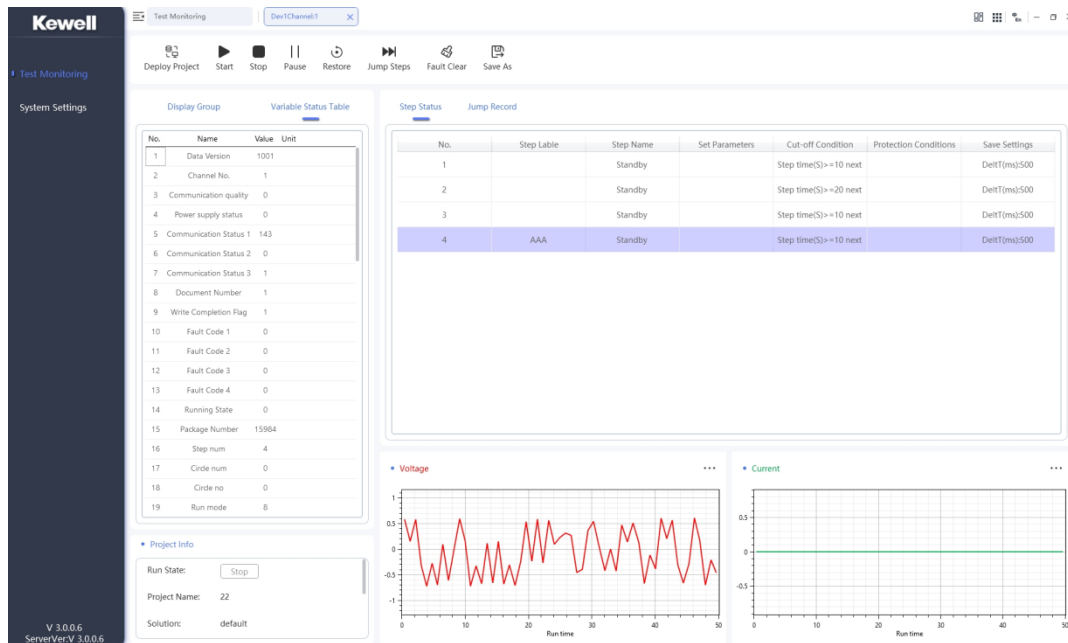 Kewell
Test Monitoring
System Settings
V 3.0.0.6
ServerVer:V 3.0.0.6
Test Monitoring
Dev1Channel:1
En
Deploy Project
Start
Stop
Pause
Restore
Jump Steps
Fault Clear
Save As
Display Group
Variable Status Table
No. Name Value Unit
1 Data Version 1001
2 Channel No. 1
3 Communication quality 0
4 Power supply status 0
5 Communication Status 1 143
6 Communication Status 2 0
7 Communication Status 3 1
8 Document Number 1
9 Write Completion Flag 1
10 Fault Code 1 0
11 Fault Code 2 0
12 Fault Code 3 0
13 Fault Code 4 0
14 Running State 0
15 Package Number 15984
16 Step num 4
17 Cirde num 0
18 Cirde no 0
19 Run mode 8
Project Info
Run State: Stop
Project Name: 22
Solution: default
Step Status
Jump Record
No. Step Lable Step Name Set Parameters Cut-off Condition Protection Conditions Save Settings
1 Standby Step time(S)>=10 next DeltT(ms):500
2 Standby Step time(S)>=20 next DeltT(ms):500
3 Standby Step time(S)>=10 next DeltT(ms):500
4 AAA Standby Step time(S)>=10 next DeltT(ms):500
Voltage
1
0.5
0
-0.5
-1
0 10 20 30 40 50
Run time
Current
0.5
0
-0.5
0 10 20 30 40 50
Run time